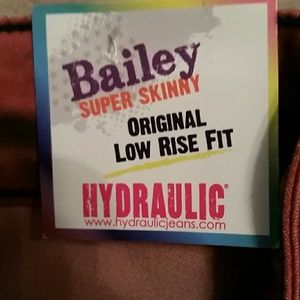 Bailey
SUPER SKINNY
ORIGINAL
LOW RISE FIT
HYDRAULIC®
www.hydraulicjeans.com